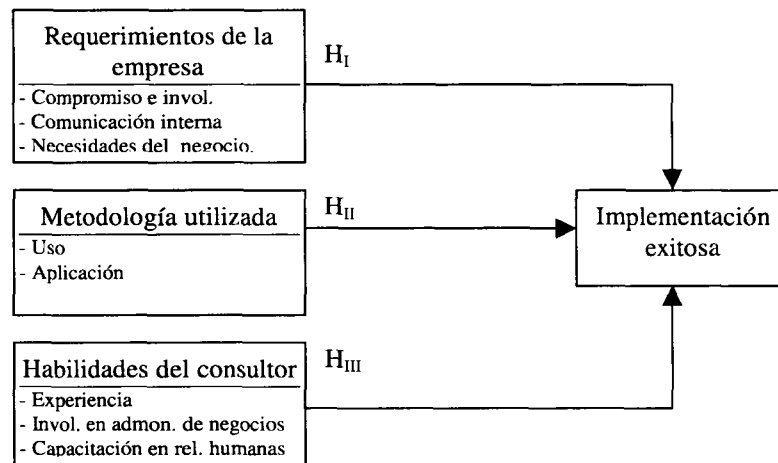 Requerimientos de la
empresa
- Compromiso e invol.
- Comunicación interna
- Necesidades del negocio.
H_I
Metodología utilizada
- Uso
- Aplicación
H_II
Implementación
exitosa
Habilidades del consultor
- Experiencia
- Invol. en admon. de negocios
- Capacitación en rel. humanas
H_III